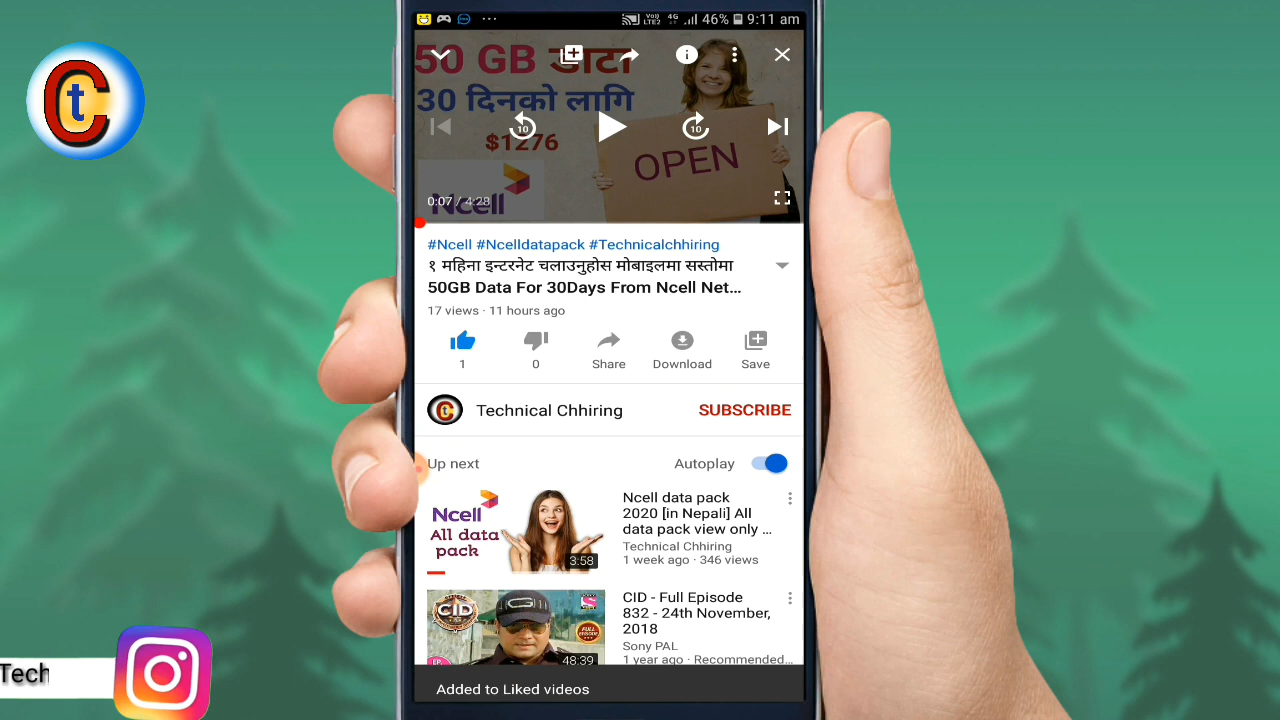 46% 9:11 am
50 GB डाटा
30 दिनको लागि
$1276
OPEN
Ncell
0:07 / 4:28
#Ncell #Ncelldatapack #Technicalchhiring
१ महिना इन्टरनेट चलाउनुहोस मोबाइलमा सस्तोमा
50GB Data For 30Days From Ncell Net...
17 views · 11 hours ago
1 0 Share Download Save
Technical Chhiring SUBSCRIBE
Up next Autoplay
Ncell
All data
pack
3:58
Ncell data pack
2020 [in Nepali] All
data pack view only ...
Technical Chhiring
1 week ago · 346 views
CID
FULL
48:39
CID - Full Episode
832 - 24th November,
2018
Sony PAL
1 year ago · Recommended...
Added to Liked videos
Tech